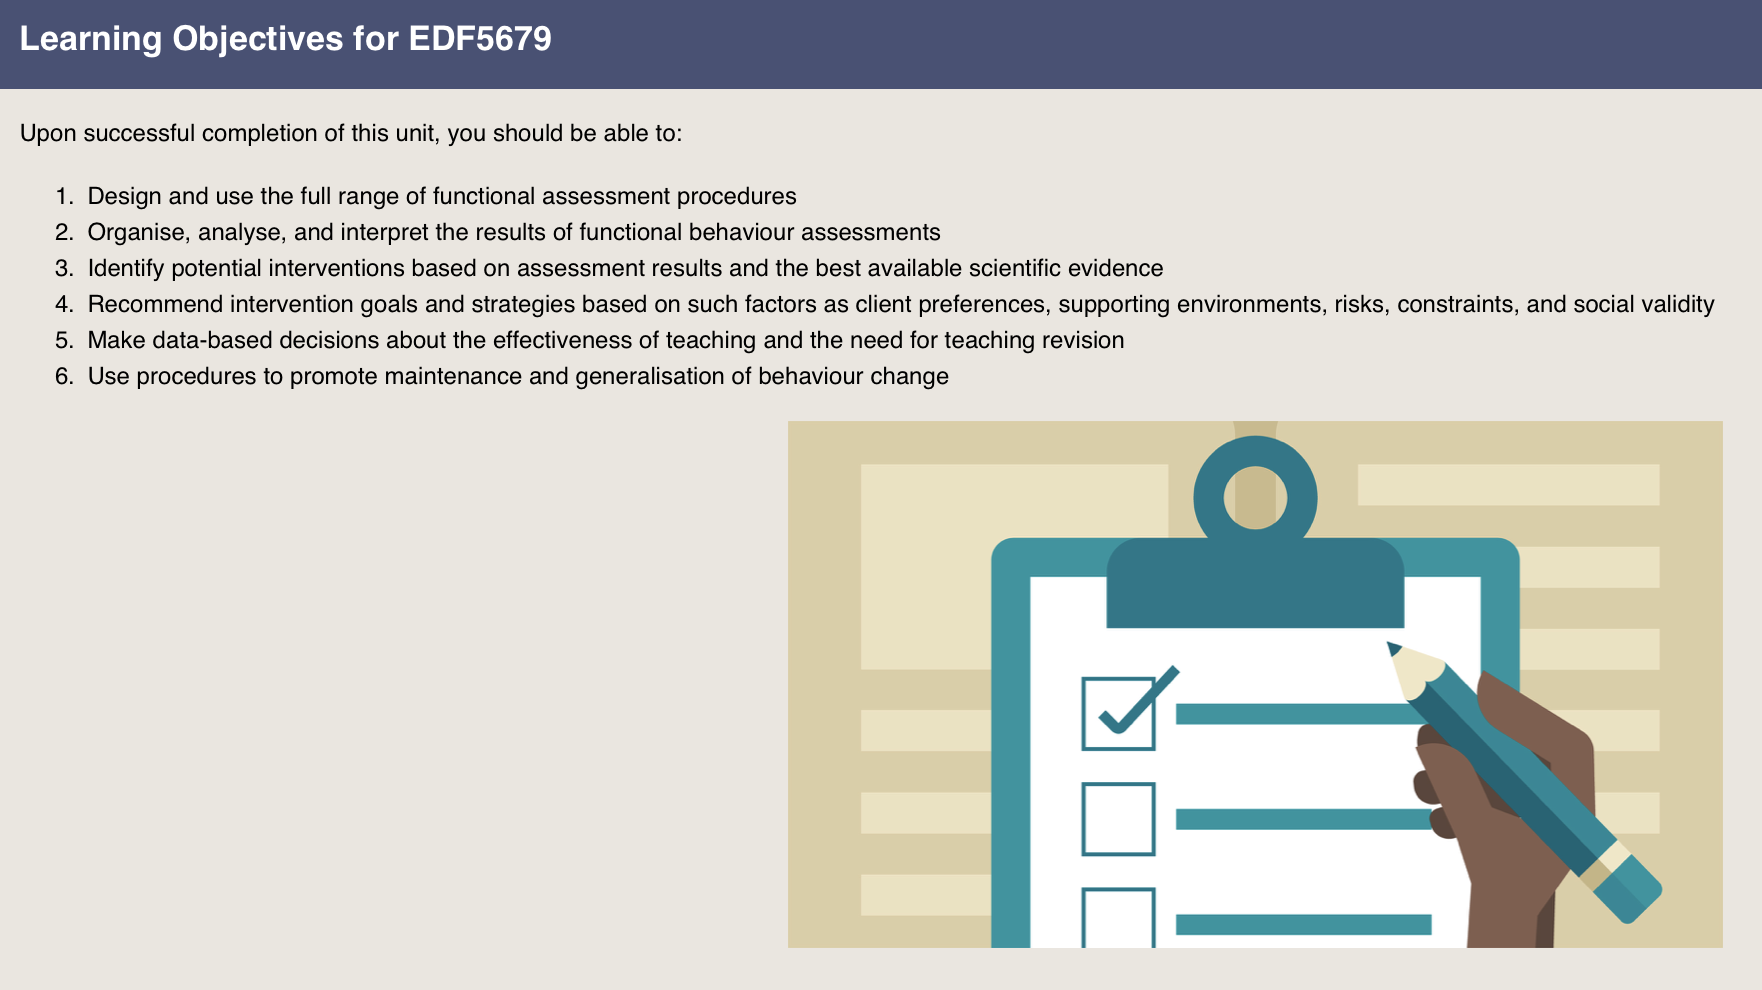 Learning Objectives for EDF5679
Upon successful completion of this unit, you should be able to:
1. Design and use the full range of functional assessment procedures
2. Organise, analyse, and interpret the results of functional behaviour assessments
3. Identify potential interventions based on assessment results and the best available scientific evidence
4. Recommend intervention goals and strategies based on such factors as client preferences, supporting environments, risks, constraints, and social validity
5. Make data-based decisions about the effectiveness of teaching and the need for teaching revision
6. Use procedures to promote maintenance and generalisation of behaviour change